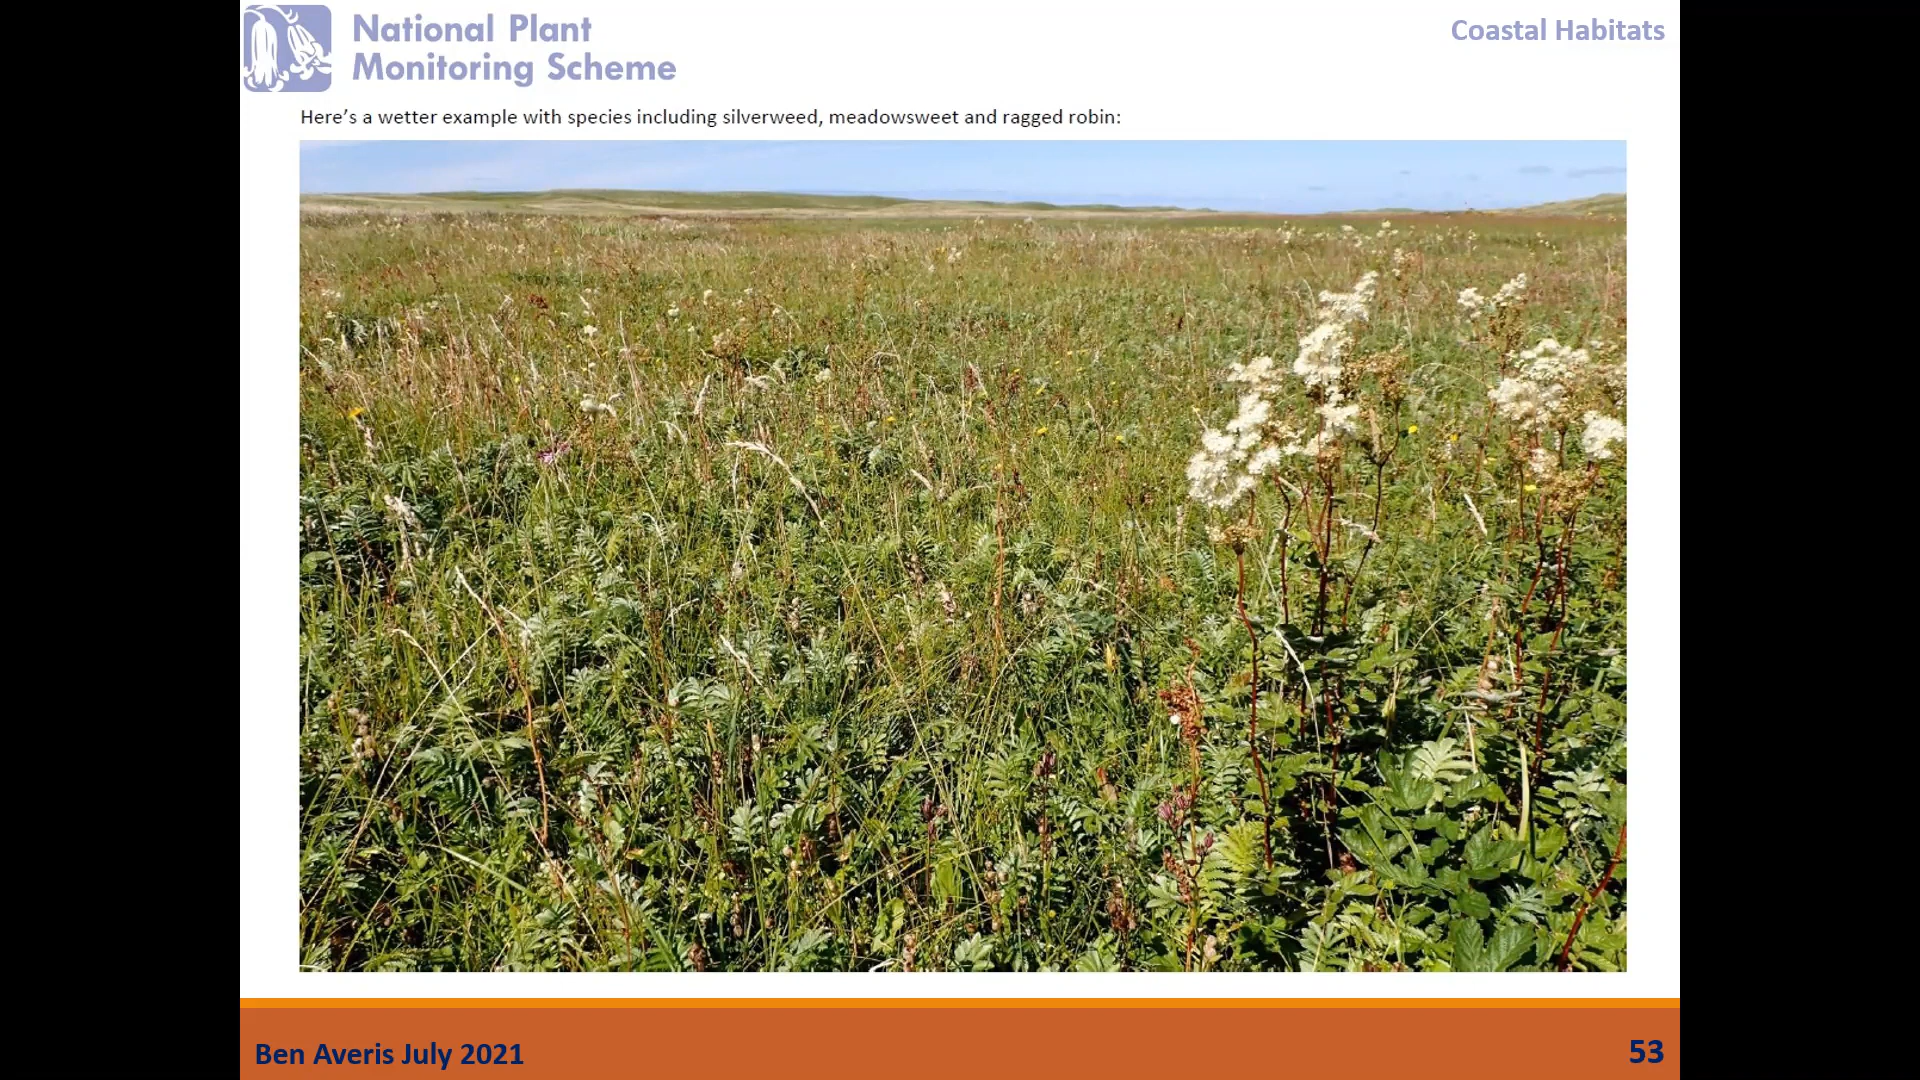 National Plant
Monitoring Scheme
Coastal Habitats
Here's a wetter example with species including silverweed, meadowsweet and ragged robin:
Ben Averis July 2021
53